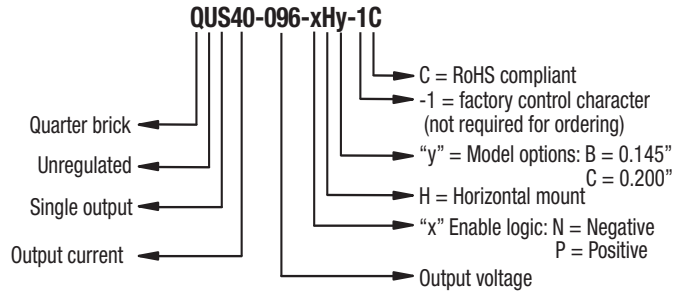 QUS40-096-xHy-1C
C = RoHS compliant
-1 = factory control character
(not required for ordering)
Quarter brick
"y" = Model options: B = 0.145”
C = 0.200”
Unregulated
H = Horizontal mount
Single output
"x" Enable logic: N = Negative
P = Positive
Output current
Output voltage